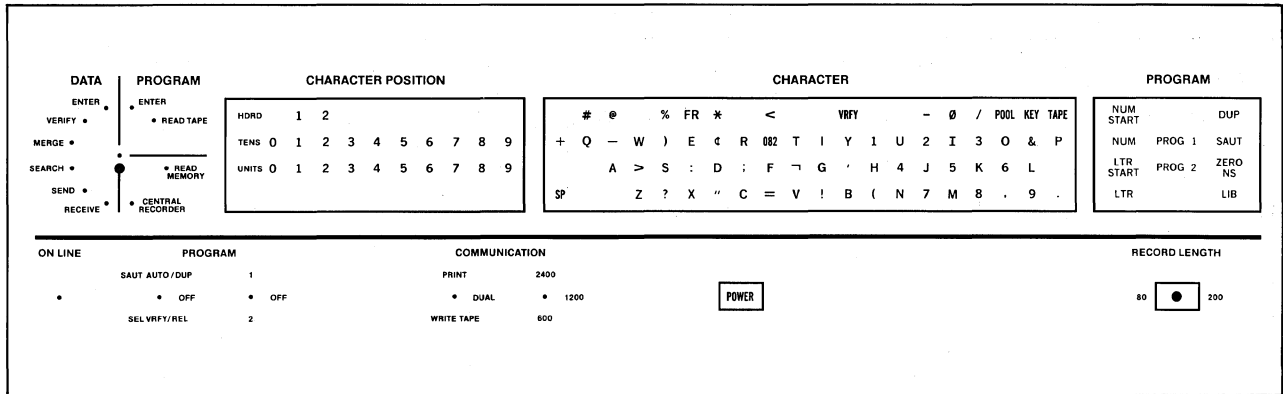 DATA PROGRAM CHARACTER POSITION CHARACTER PROGRAM
ENTER ENTER
VERIFY READ TAPE
MERGE
SEARCH READ MEMORY
SEND
RECEIVE CENTRAL RECORDER
HDRD 1 2
TENS 0 1 2 3 4 5 6 7 8 9
UNITS 0 1 2 3 4 5 6 7 8 9
# @ % FR * < VRFY - Ø / POOL KEY TAPE
+ Q — W ) E ¢ R 082 T | Y 1 U 2 I 3 O & P
A > S : D ; F ¬ G ' H 4 J 5 K 6 L
SP Z ? X " C = V ! B ( N 7 M 8 , 9 .
NUM START DUP
NUM PROG 1 SAUT
LTR START PROG 2 ZERO NS
LTR LIB
ON LINE PROGRAM COMMUNICATION RECORD LENGTH
SAUT AUTO/DUP 1 PRINT 2400
OFF OFF DUAL 1200 POWER 80 200
SEL VRFY/REL 2 WRITE TAPE 600